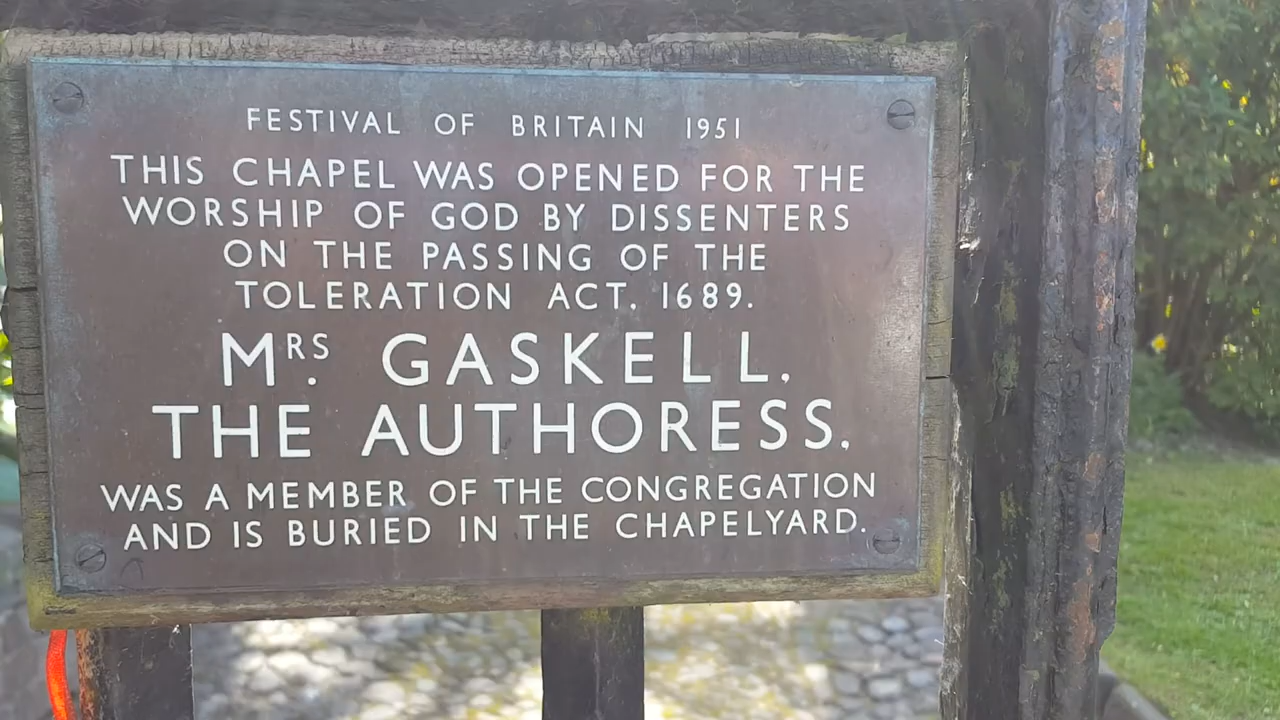 FESTIVAL OF BRITAIN 1951
THIS CHAPEL WAS OPENED FOR THE
WORSHIP OF GOD BY DISSENTERS
ON THE PASSING OF THE
TOLERATION ACT, 1689.
MRS. GASKELL,
THE AUTHORESS,
WAS A MEMBER OF THE CONGREGATION
AND IS BURIED IN THE CHAPELYARD.